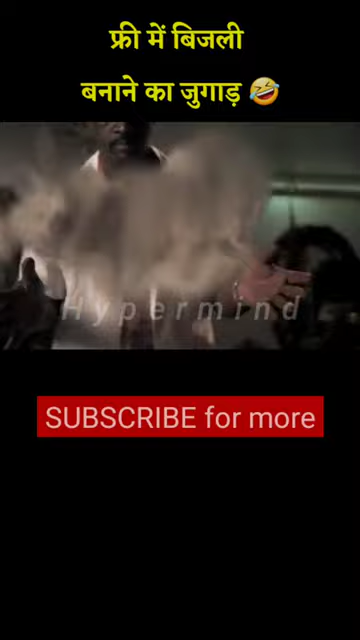 फ्री में बिजली
बनाने का जुगाड़ 🤣
Hypermind
SUBSCRIBE for more